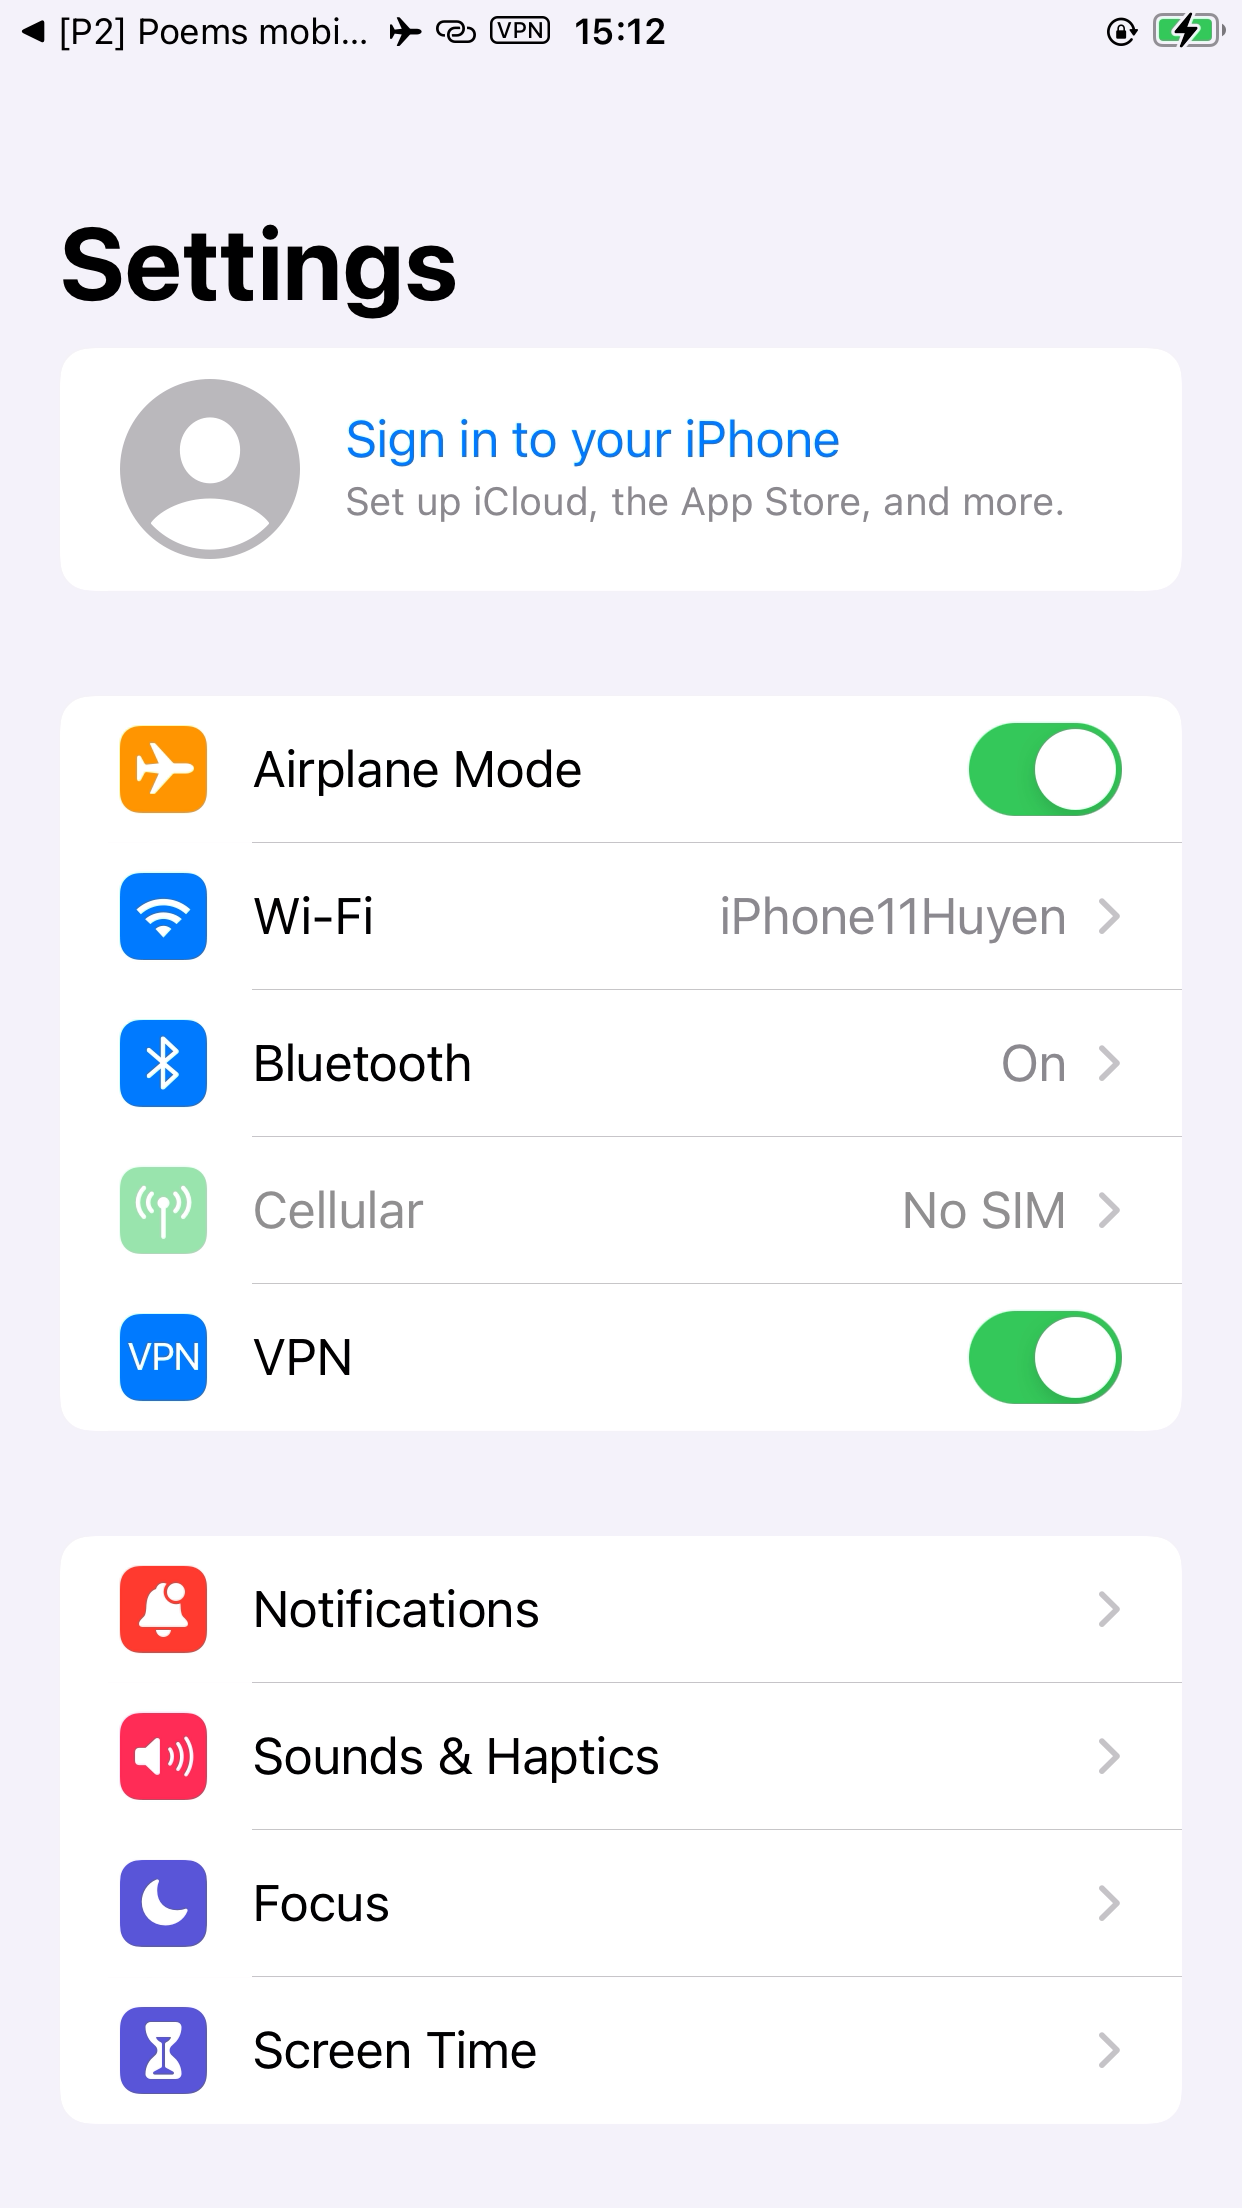 [P2] Poems mobi... VPN 15:12
Settings
Sign in to your iPhone
Set up iCloud, the App Store, and more.
Airplane Mode
Wi-Fi iPhone11Huyen
Bluetooth On
Cellular No SIM
VPN VPN
Notifications
Sounds & Haptics
Focus
Screen Time